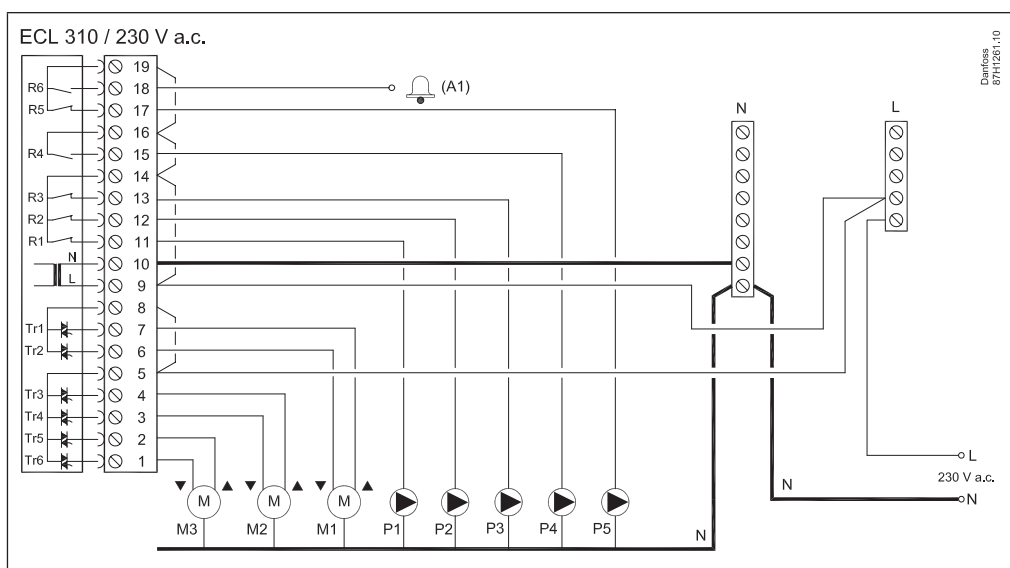 ECL 310 / 230 V a.c.
Danfoss
87H1261.10
19
R6 18 (A1)
R5 17
16
R4 15
14
R3 13
R2 12
R1 11
N 10
L 9
8
Tr1 7
Tr2 6
5
Tr3 4
Tr4 3
Tr5 2
Tr6 1
N
L
L
230 V a.c.
N
N
M M M
M3 M2 M1 P1 P2 P3 P4 P5
N